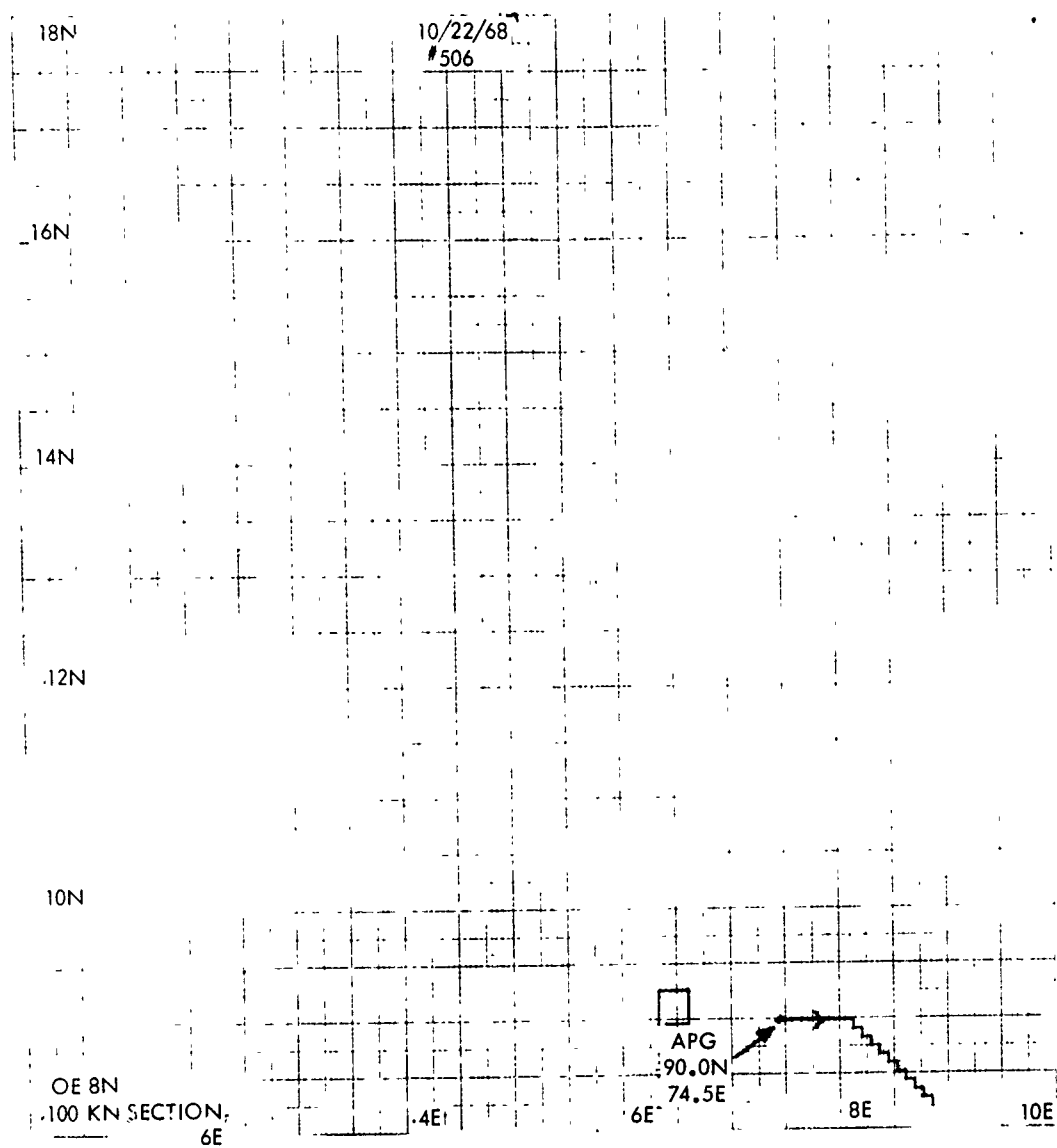 18N
10/22/68
#506
16N
14N
.12N
10N
APG
90.0N
74.5E
OE 8N
100 KN SECTION
6E
.4E
6E
8E
10E